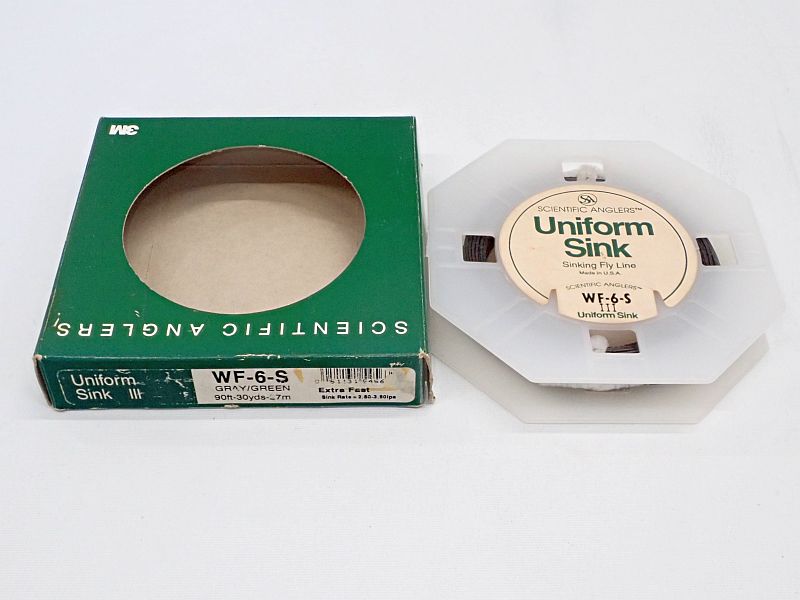 3M
SCIENTIFIC ANGLERS
Uniform
Sink III
WF-6-S
GRAY/GREEN
90ft-30yds-27m
Extra Fast
SA
SCIENTIFIC ANGLERS™
Uniform
Sink
Sinking Fly Line
Made in U.S.A.
SCIENTIFIC ANGLERS™
WF-6-S
III
Uniform Sink